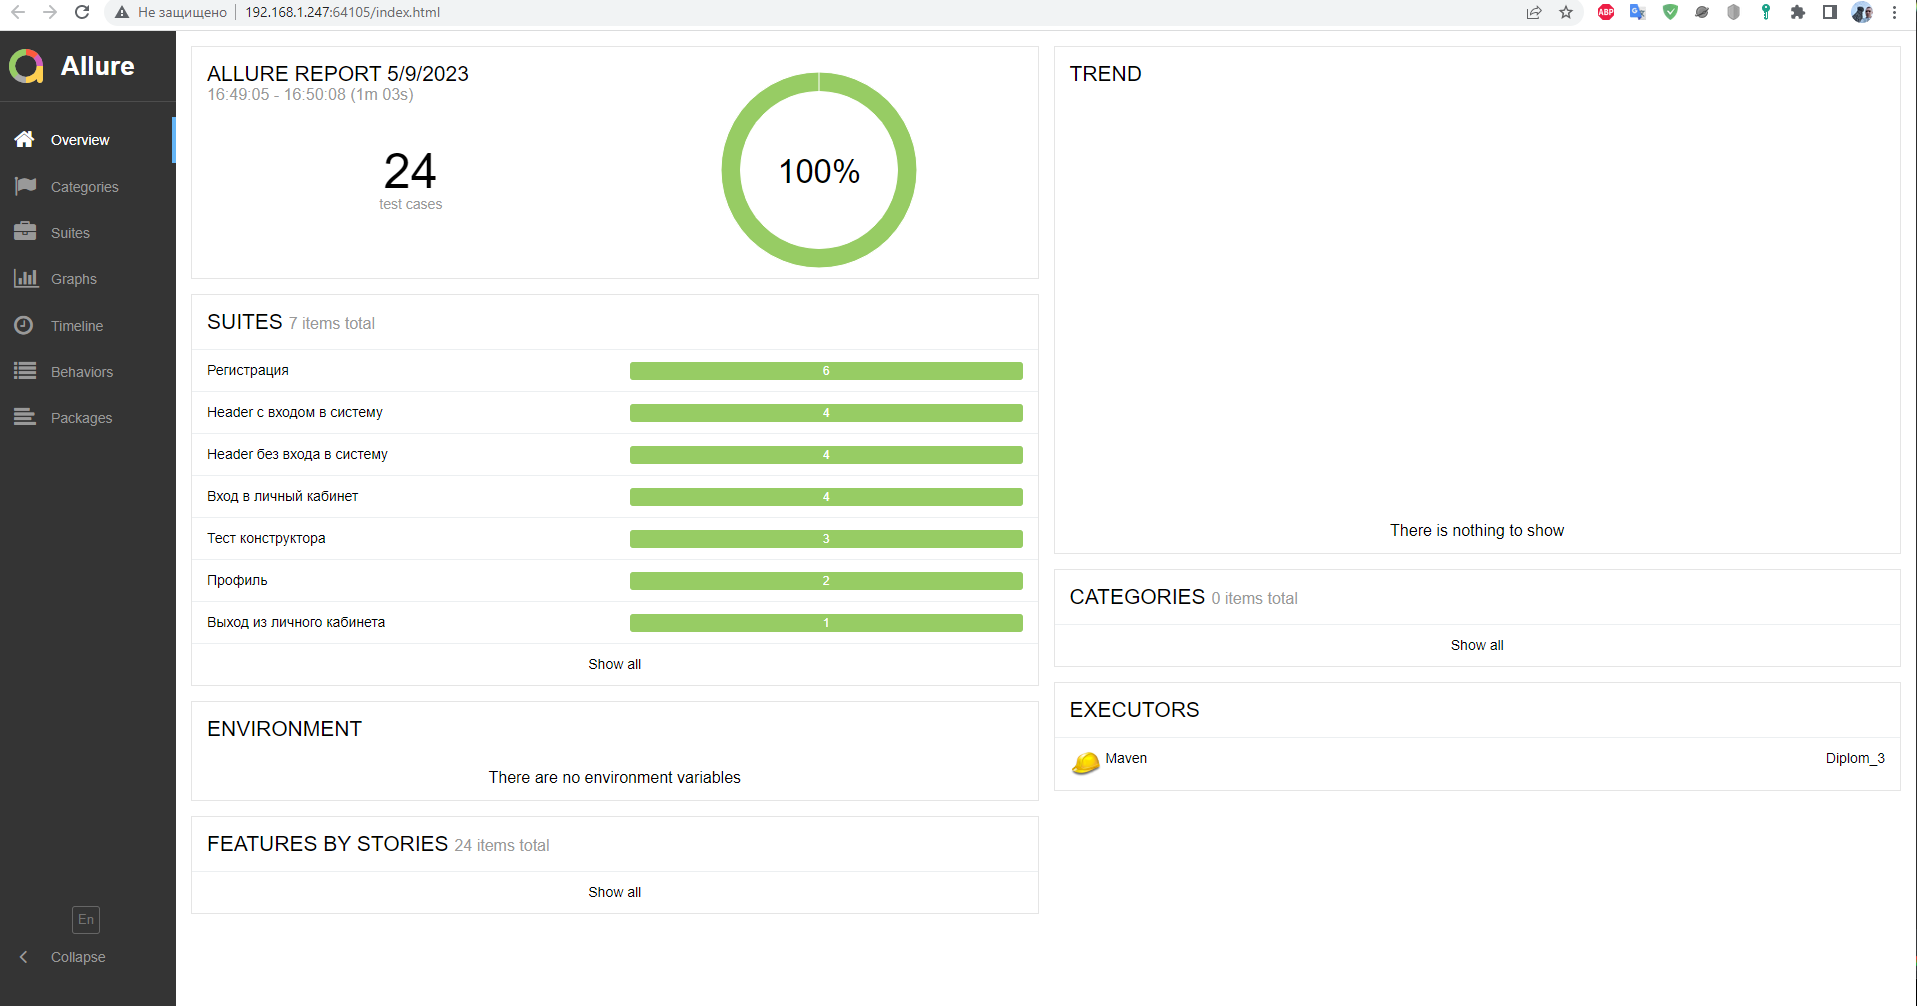 Не защищено
192.168.1.247:64105/index.html
ABP
G
Allure
Overview
Categories
Suites
Graphs
Timeline
Behaviors
Packages
En
Collapse
ALLURE REPORT 5/9/2023
16:49:05 - 16:50:08 (1m 03s)
24
test cases
100%
SUITES 7 items total
Регистрация 6
Header с входом в систему 4
Header без входа в систему 4
Вход в личный кабинет 4
Тест конструктора 3
Профиль 2
Выход из личного кабинета 1
Show all
ENVIRONMENT
There are no environment variables
FEATURES BY STORIES 24 items total
Show all
TREND
There is nothing to show
CATEGORIES 0 items total
Show all
EXECUTORS
Maven Diplom_3